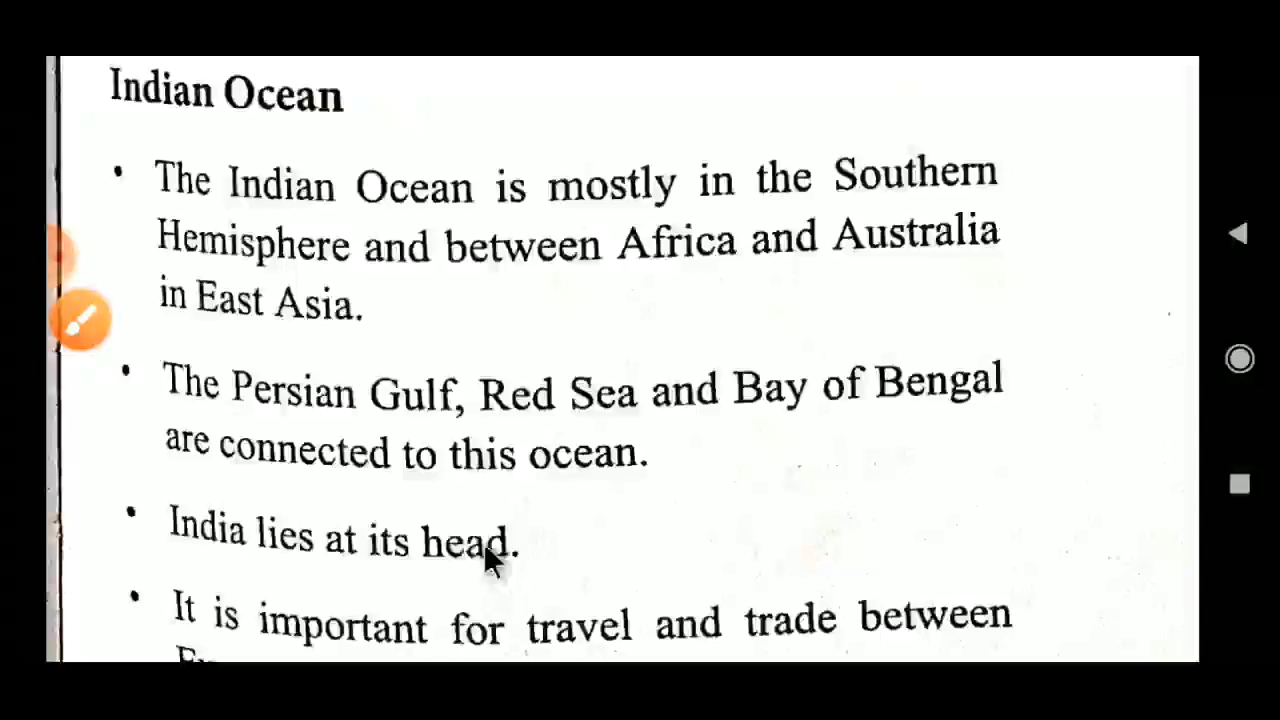 Indian Ocean
• The Indian Ocean is mostly in the Southern
Hemisphere and between Africa and Australia
in East Asia.
• The Persian Gulf, Red Sea and Bay of Bengal
are connected to this ocean.
• India lies at its head.
• It is important for travel and trade between